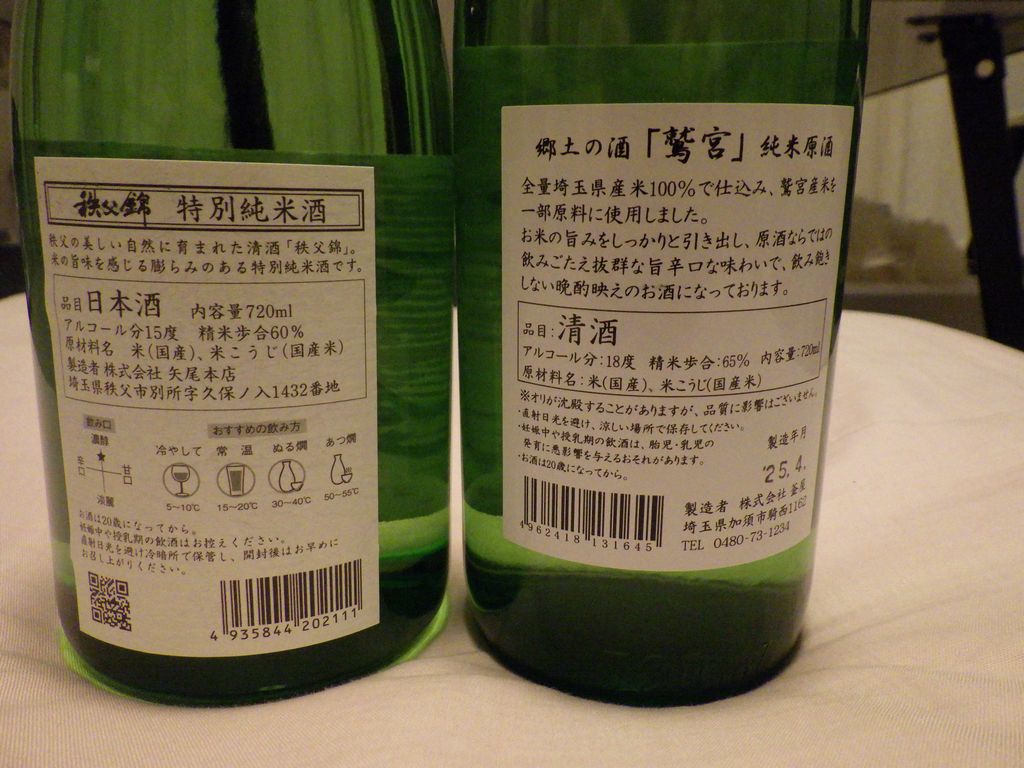 秩父錦 特別純米酒
秩父の美しい自然に育まれた清酒「秩父錦」。
米の旨味を感じる膨らみのある特別純米酒です。
品目 日本酒 内容量720ml
アルコール分15度 精米歩合60%
原材料名 米(国産)、米こうじ(国産米)
製造者 株式会社 矢尾本店
埼玉県秩父市別所字久保ノ入1432番地
飲み口
濃醇
辛口
甘口
淡麗
おすすめの飲み方
冷やして 常温 ぬる燗 あつ燗
5~10℃ 15~20℃ 30~40℃ 50~55℃
お酒は20歳になってから。
妊娠中や授乳期の飲酒はお控えください。
直射日光を避け冷暗所で保管し、開封後はお早めに
お召し上がりください。
4 935844 202111
郷土の酒「鷲宮」純米原酒
全量埼玉県産米100%で仕込み、鷲宮産米を
一部原料に使用しました。
お米の旨みをしっかりと引き出し、原酒ならではの
飲みごたえ抜群な旨辛口な味わいで、飲み飽き
しない晩酌映えのお酒になっております。
品目:清酒
アルコール分:18度 精米歩合:65% 内容量:720ml
原材料名:米(国産)、米こうじ(国産米)
※オリが沈殿することがありますが、品質に影響はございません。
・直射日光を避け、涼しい場所で保存してください。
・妊娠中や授乳期の飲酒は、胎児・乳児の
発育に悪影響を与えるおそれがあります。
・お酒は20歳になってから。
製造年月
'25.4.
4 962418 131645
製造者 株式会社 釜屋
埼玉県加須市騎西1162
TEL 0480-73-1234